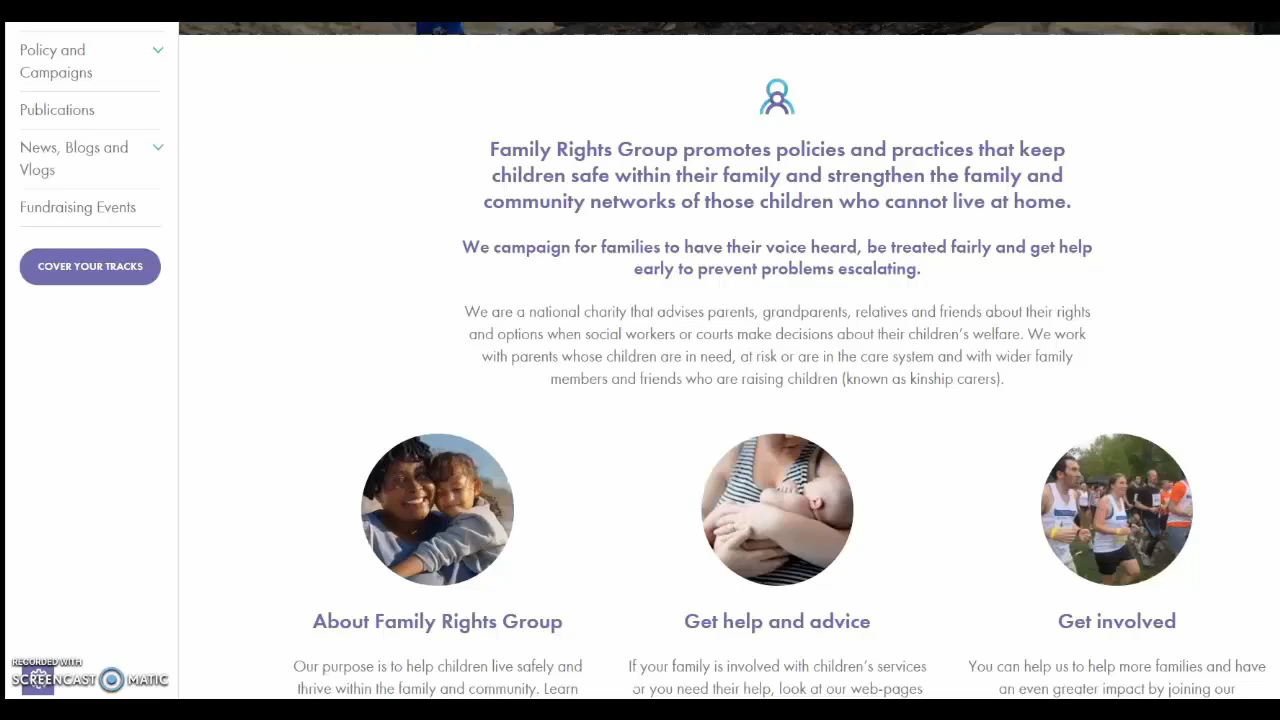 Policy and
Campaigns
Publications
News, Blogs and
Vlogs
Fundraising Events
COVER YOUR TRACKS
Family Rights Group promotes policies and practices that keep
children safe within their family and strengthen the family and
community networks of those children who cannot live at home.
We campaign for families to have their voice heard, be treated fairly and get help
early to prevent problems escalating.
We are a national charity that advises parents, grandparents, relatives and friends about their rights
and options when social workers or courts make decisions about their children's welfare. We work
with parents whose children are in need, at risk or are in the care system and with wider family
members and friends who are raising children (known as kinship carers).
About Family Rights Group
Our purpose is to help children live safely and
thrive within the family and community. Learn
Get help and advice
If your family is involved with children's services
or you need their help, look at our web-pages
Get involved
You can help us to help more families and have
an even greater impact by joining our
RECORDED WITH
SCREENCAST MATIC